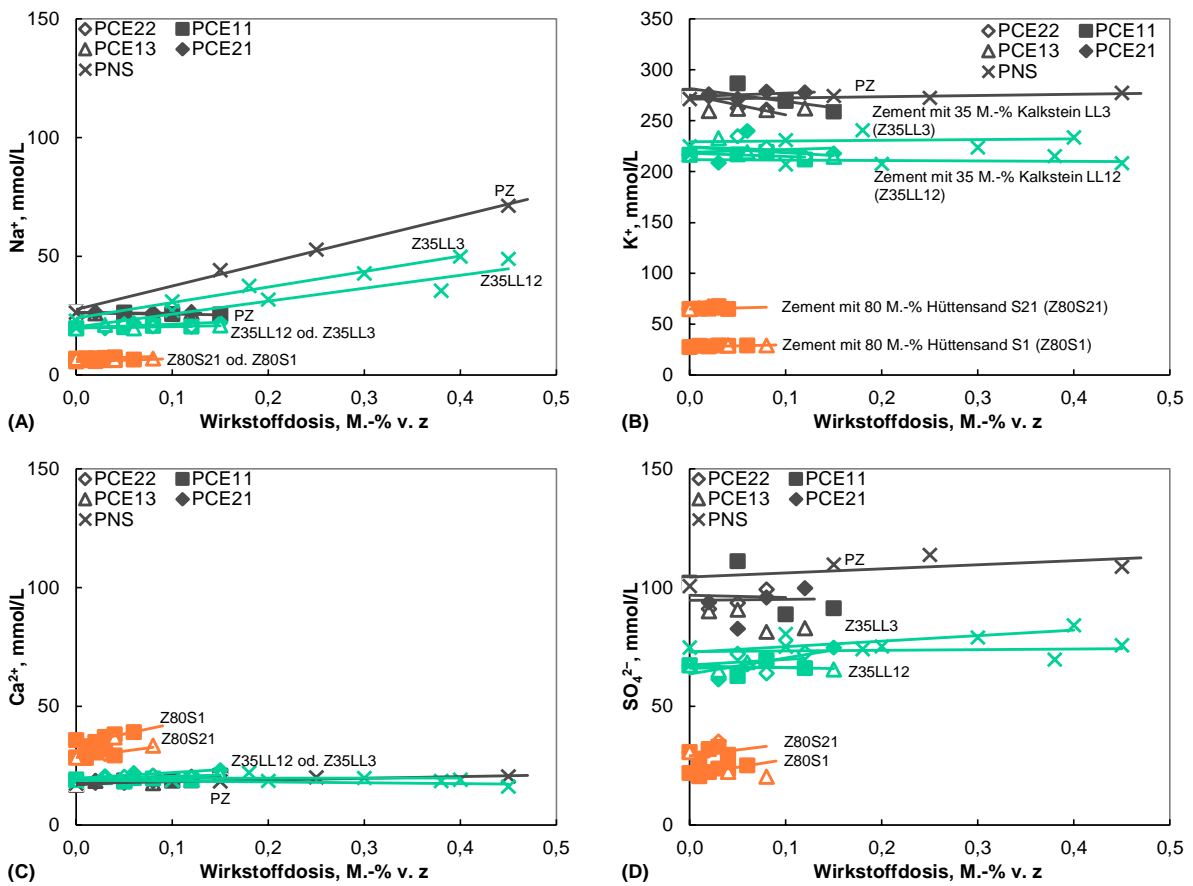 150
100
50
0
Na⁺, mmol/L
PCE22 PCE11
PCE13 PCE21
PNS
PZ
Z35LL3
Z35LL12
PZ
Z35LL12 od. Z35LL3
Z80S21 od. Z80S1
0,0 0,1 0,2 0,3 0,4 0,5
Wirkstoffdosis, M.-% v. z
(A)
350
300
250
200
150
100
50
0
K⁺, mmol/L
PCE22 PCE11
PCE13 PCE21
PNS
PZ
Zement mit 35 M.-% Kalkstein LL3
(Z35LL3)
Zement mit 35 M.-% Kalkstein LL12
(Z35LL12)
Zement mit 80 M.-% Hüttensand S21 (Z80S21)
Zement mit 80 M.-% Hüttensand S1 (Z80S1)
0,0 0,1 0,2 0,3 0,4 0,5
Wirkstoffdosis, M.-% v. z
(B)
150
100
50
0
Ca²⁺, mmol/L
PCE22 PCE11
PCE13 PCE21
PNS
Z80S1
Z80S21
Z35LL12 od. Z35LL3
PZ
0,0 0,1 0,2 0,3 0,4 0,5
Wirkstoffdosis, M.-% v. z
(C)
150
100
50
0
SO₄²⁻, mmol/L
PCE22 PCE11
PCE13 PCE21
PNS
PZ
Z35LL3
Z35LL12
Z80S21
Z80S1
0,0 0,1 0,2 0,3 0,4 0,5
Wirkstoffdosis, M.-% v. z
(D)